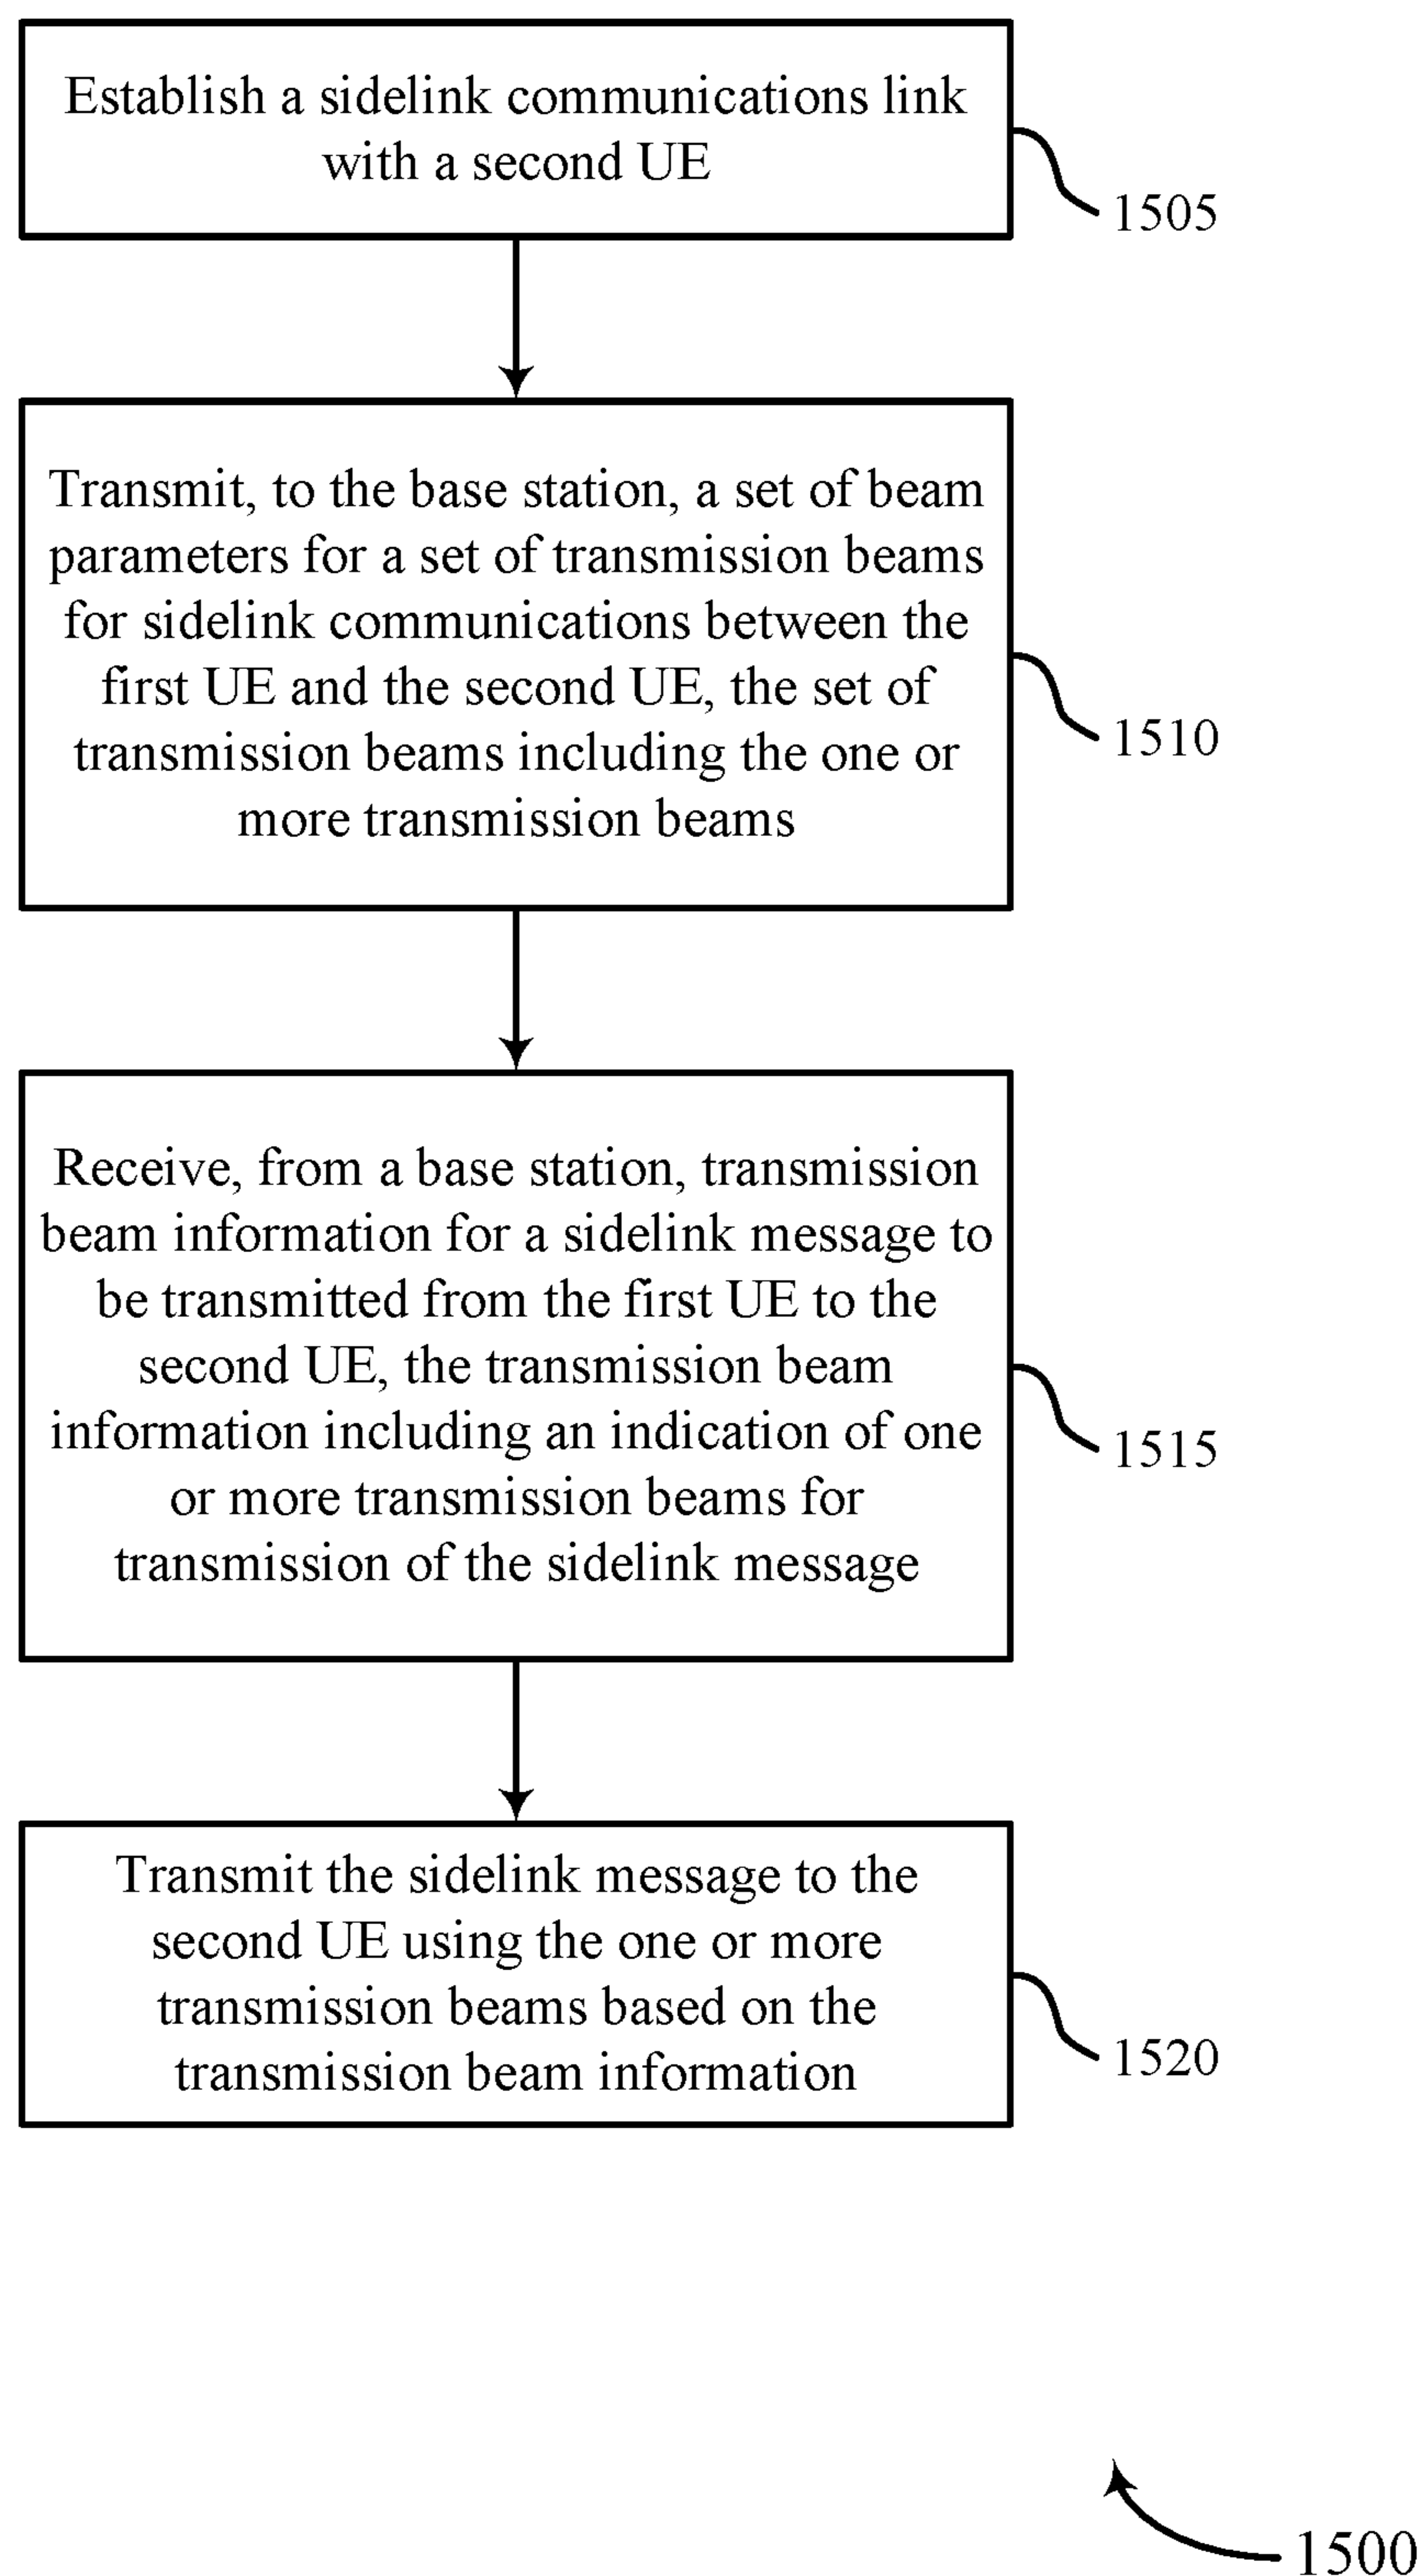 Establish a sidelink communications link
with a second UE
1505
Transmit, to the base station, a set of beam
parameters for a set of transmission beams
for sidelink communications between the
first UE and the second UE, the set of
transmission beams including the one or
more transmission beams
1510
Receive, from a base station, transmission
beam information for a sidelink message to
be transmitted from the first UE to the
second UE, the transmission beam
information including an indication of one
or more transmission beams for
transmission of the sidelink message
1515
Transmit the sidelink message to the
second UE using the one or more
transmission beams based on the
transmission beam information
1520
1500